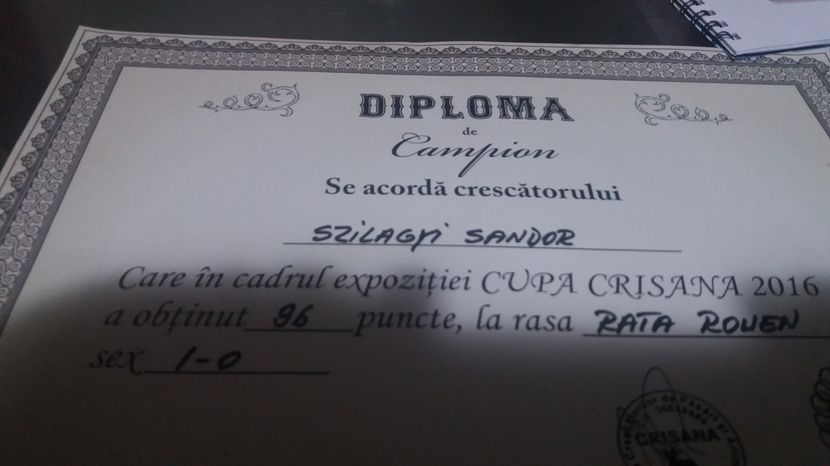 DIPLOMA
de
Campion
Se acordă crescătorului
SZILAGYI SANDOR
Care în cadrul expoziției CUPA CRISANA 2016
a obținut 96 puncte, la rasa RATA ROUEN
sex 1-0
CRISANA